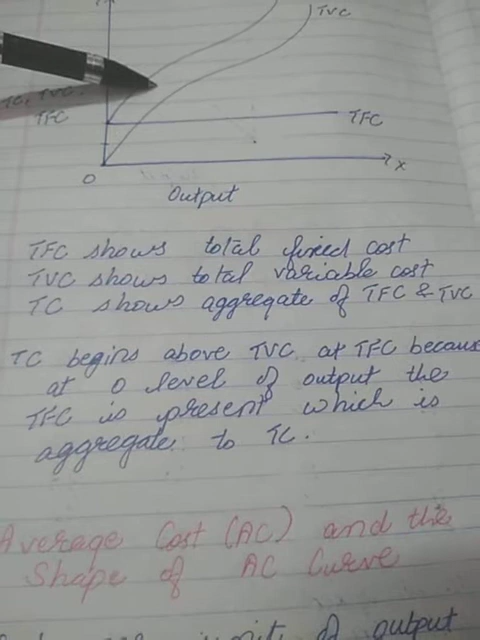 TVC
TC, TVC,
TFC
TFC
O
X
Output
TFC shows total fixed cost
TVC shows total variable cost
TC shows aggregate of TFC & TVC
TC begins above TVC at TFC because
at 0 level of output the
TFC is present which is
aggregate to TC.
Average Cost (AC) and the
Shape of AC Curve
of output